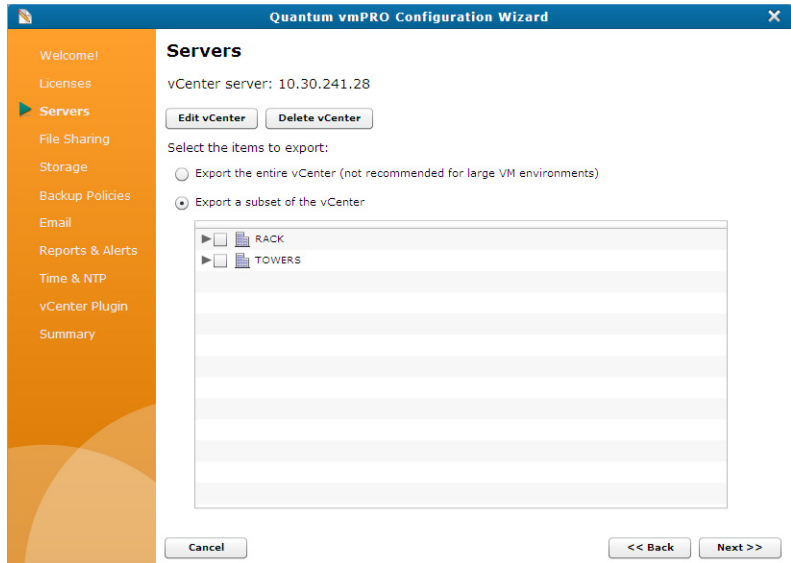 Quantum vmPRO Configuration Wizard
Welcome!
Licenses
Servers
File Sharing
Storage
Backup Policies
Email
Reports & Alerts
Time & NTP
vCenter Plugin
Summary
Servers
vCenter server: 10.30.241.28
Edit vCenter Delete vCenter
Select the items to export:
Export the entire vCenter (not recommended for large VM environments)
Export a subset of the vCenter
RACK
TOWERS
Cancel << Back Next >>